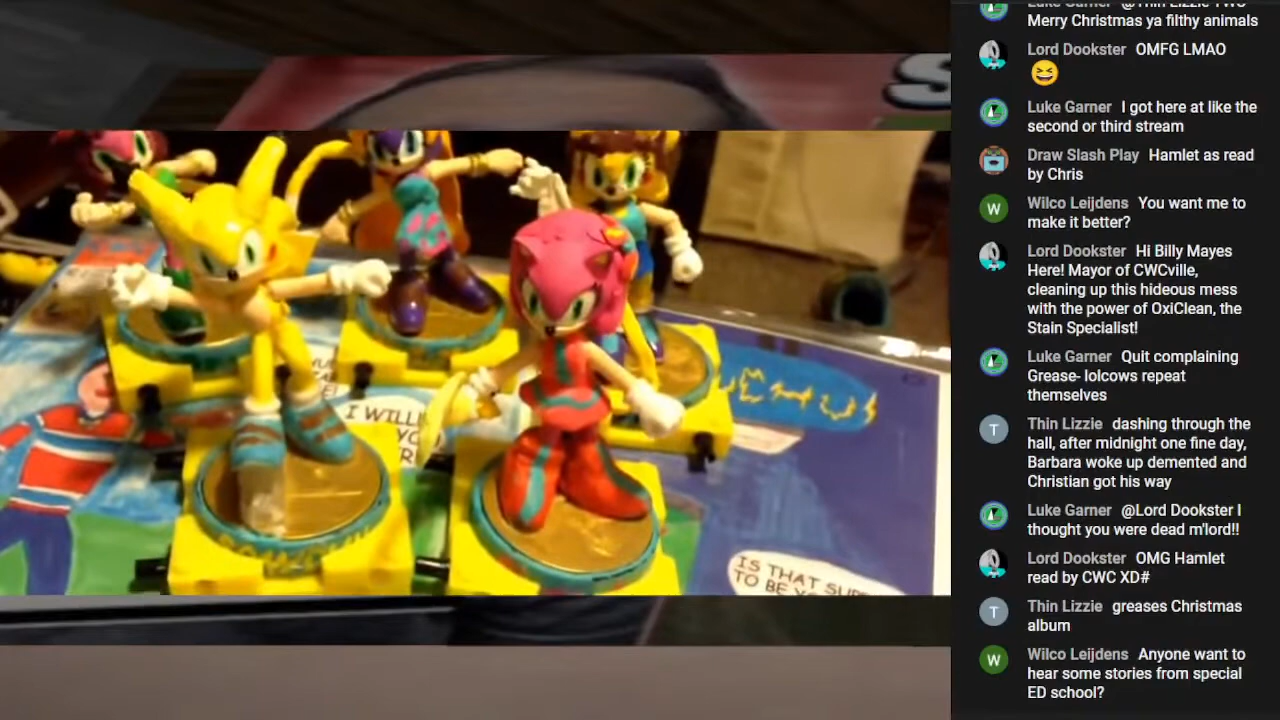 S
I WILL
YO
IS THAT SUP
TO BE Y
Merry Christmas ya filthy animals
Lord Dookster OMFG LMAO
Luke Garner I got here at like the
second or third stream
Draw Slash Play Hamlet as read
by Chris
Wilco Leijdens You want me to
make it better?
Lord Dookster Hi Billy Mayes
Here! Mayor of CWCville,
cleaning up this hideous mess
with the power of OxiClean, the
Stain Specialist!
Luke Garner Quit complaining
Grease- lolcows repeat
themselves
Thin Lizzie dashing through the
hall, after midnight one fine day,
Barbara woke up demented and
Christian got his way
Luke Garner @Lord Dookster I
thought you were dead m'lord!!
Lord Dookster OMG Hamlet
read by CWC XD#
Thin Lizzie greases Christmas
album
Wilco Leijdens Anyone want to
hear some stories from special
ED school?